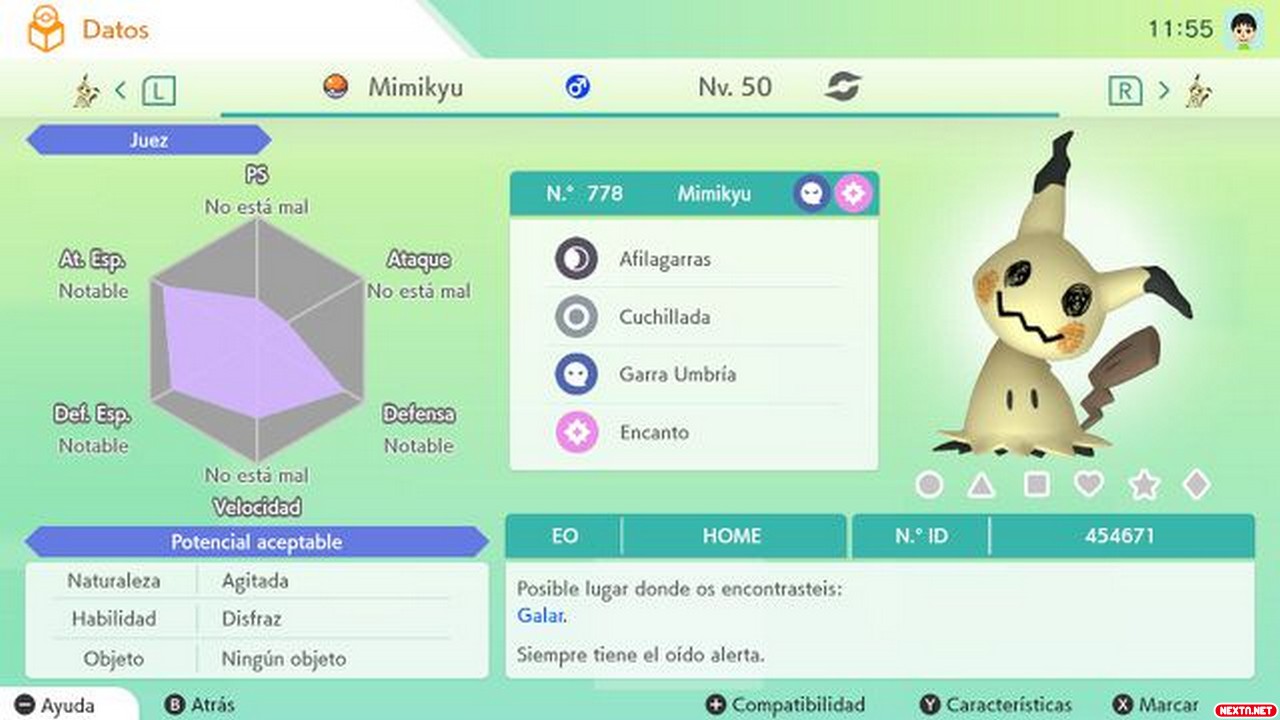 Datos
11:55
L
Mimikyu
Nv. 50
R
Juez
PS
No está mal
At. Esp.
Notable
Ataque
No está mal
Def. Esp.
Notable
Defensa
Notable
No está mal
Velocidad
Potencial aceptable
Naturaleza Agitada
Habilidad Disfraz
Objeto Ningún objeto
N.° 778 Mimikyu
Afilagarras
Cuchillada
Garra Umbría
Encanto
EO HOME N.° ID 454671
Posible lugar donde os encontrasteis:
Galar.
Siempre tiene el oído alerta.
Ayuda
B Atrás
Compatibilidad
Y Características
X Marcar
NEXTN.NET